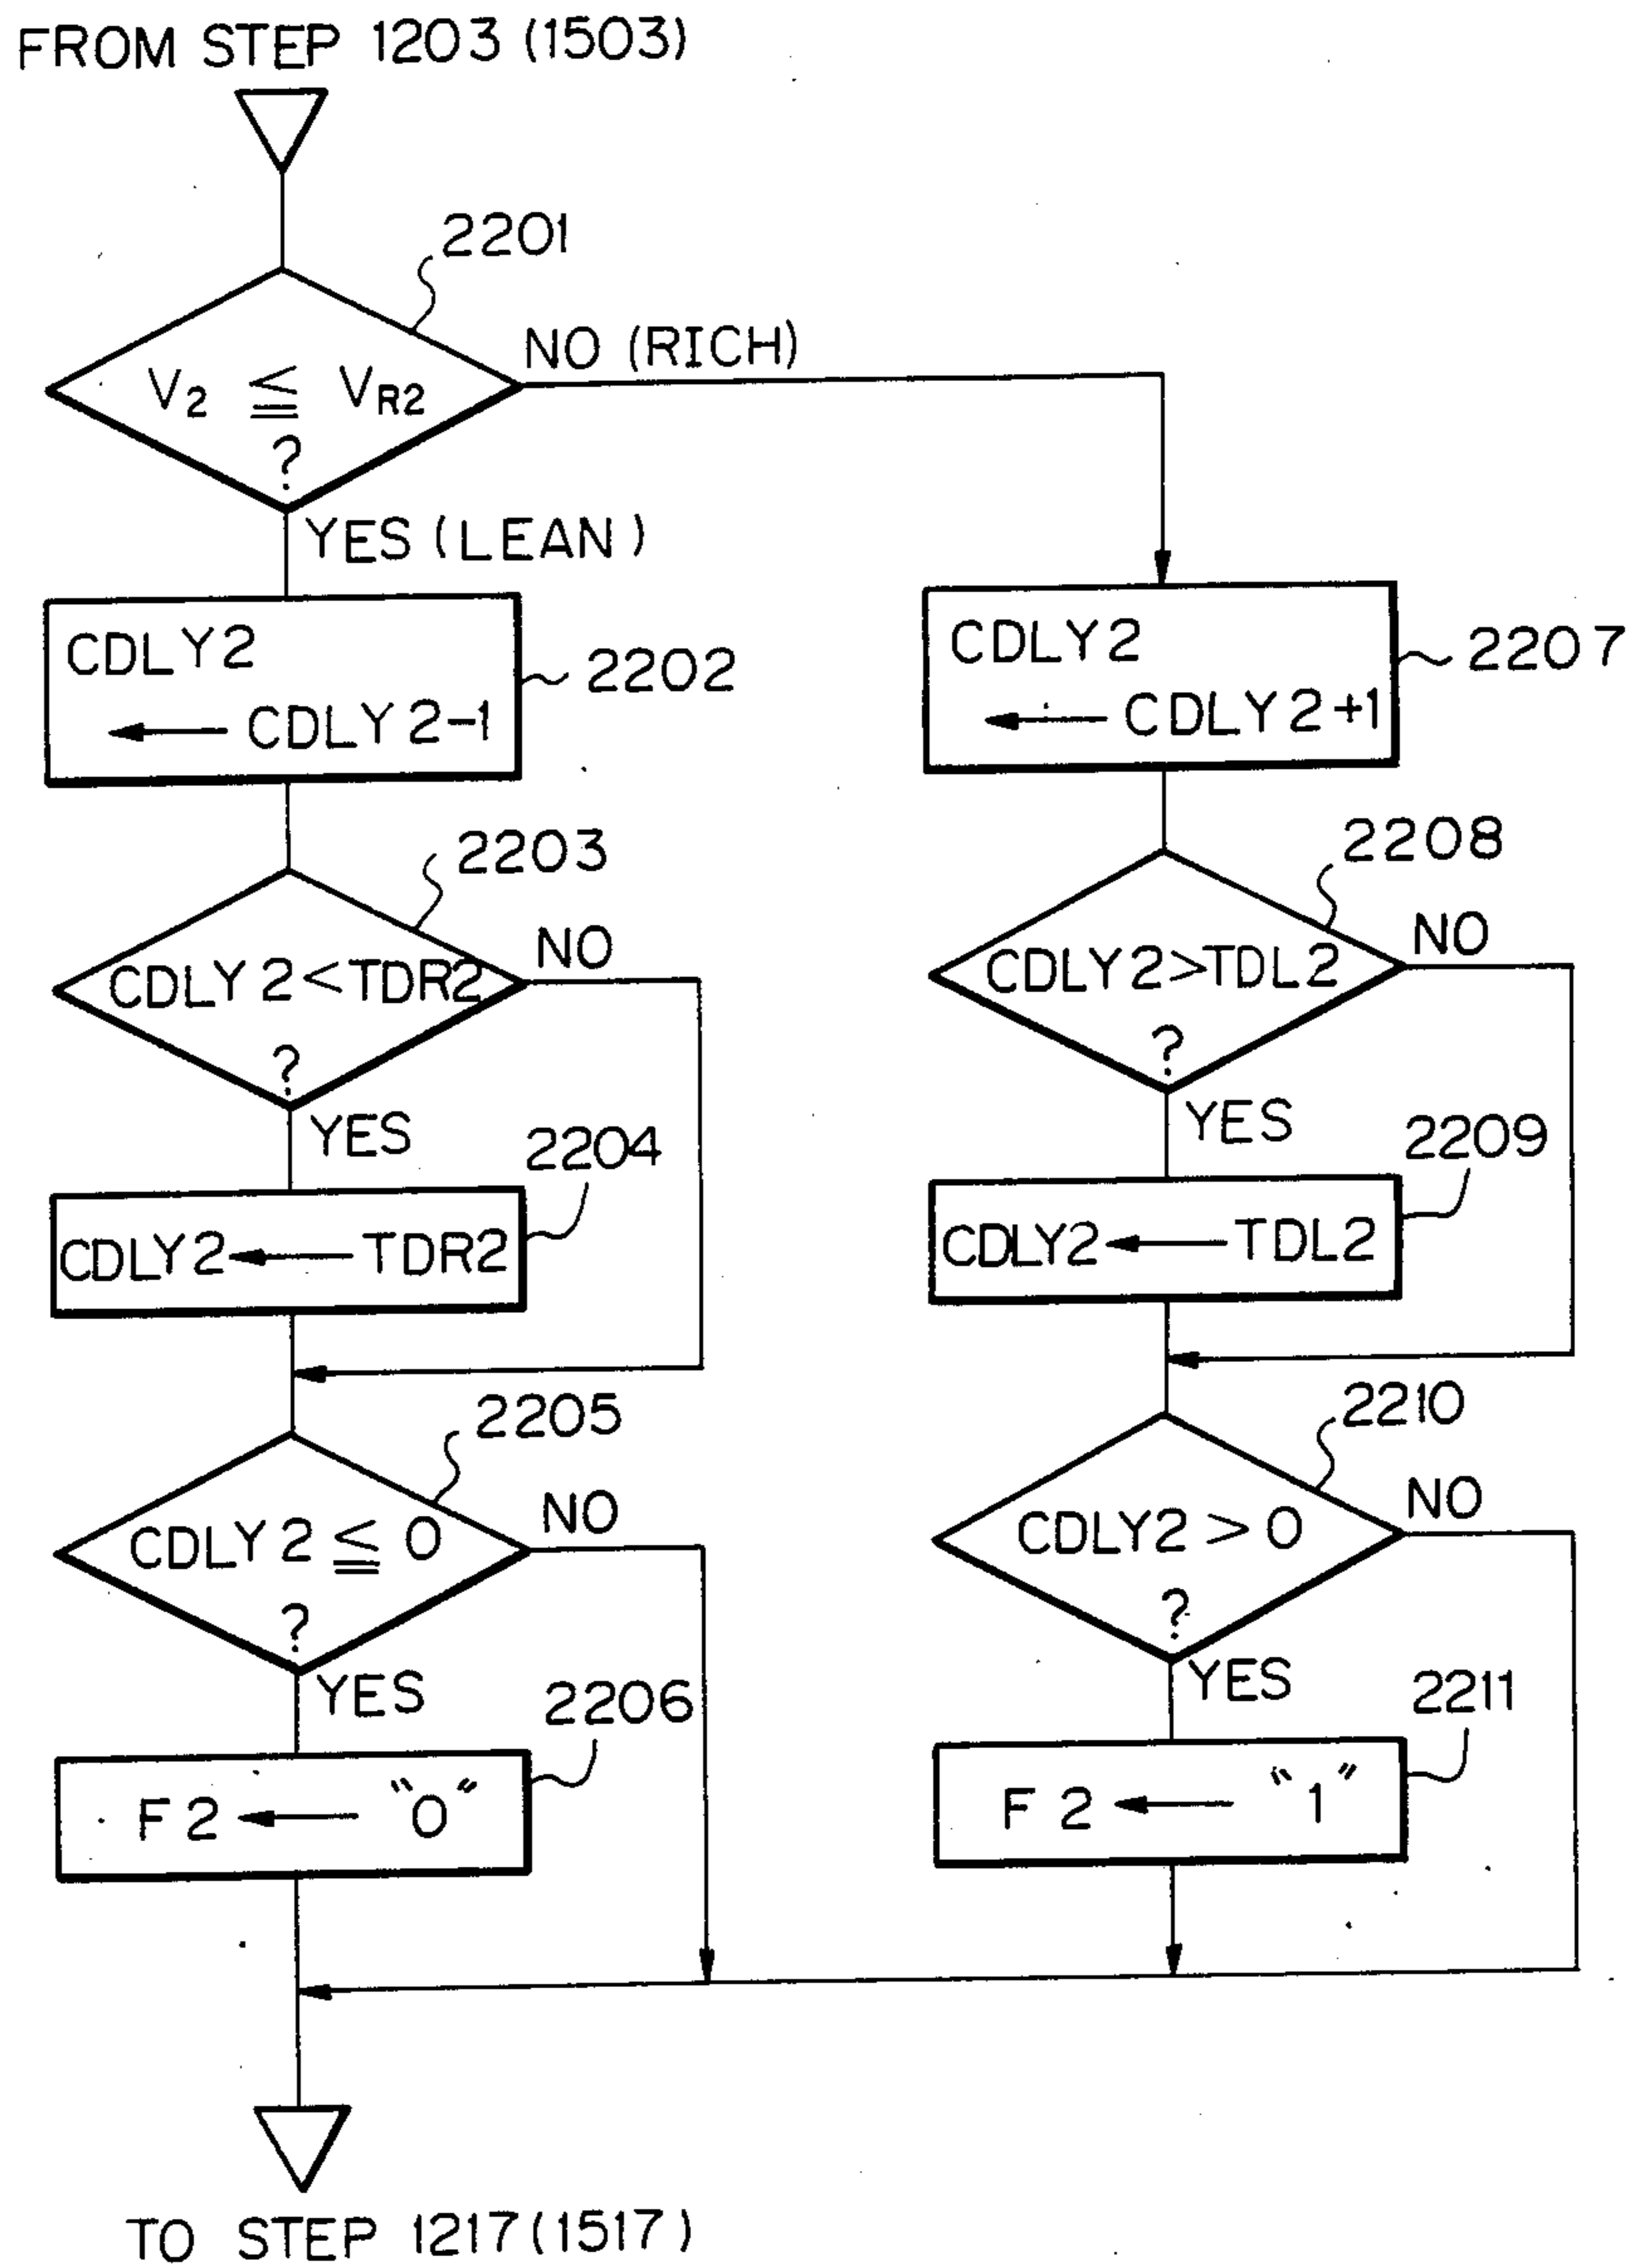 FROM STEP 1203 (1503)
2201
V2 ≦ VR2
?
NO (RICH)
YES (LEAN)
CDLY2
← CDLY2-1
2202
2203
CDLY2<TDR2
?
NO
YES
2204
CDLY2 ← TDR2
2205
CDLY2 ≦ 0
?
NO
YES
2206
F2 ← "0"
CDLY2
← CDLY2+1
2207
2208
CDLY2>TDL2
?
NO
YES
2209
CDLY2 ← TDL2
2210
CDLY2 > 0
?
NO
YES
2211
F2 ← "1"
TO STEP 1217(1517)